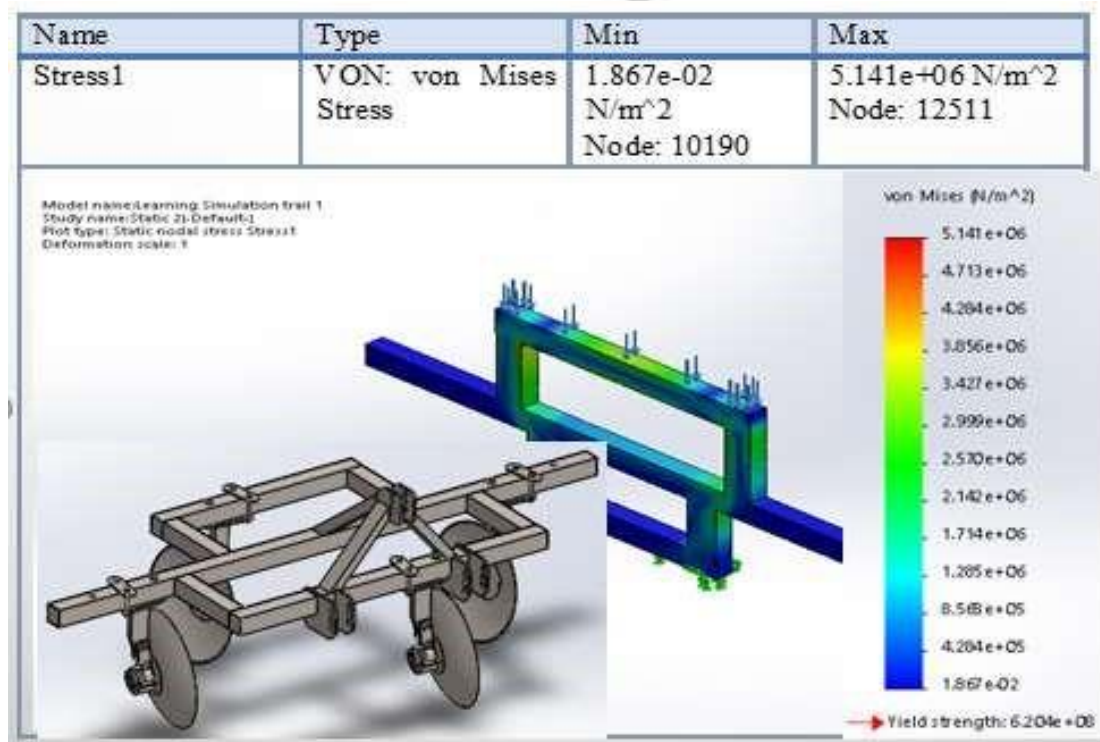 Name Type Min Max
Stress1 VON: von Mises 1.867e-02 5.141e+06 N/m^2
Stress N/m^2 Node: 12511
Node: 10190
Model name:Learning Simulation trail 1
Study name:Static 2(-Default-)
Plot type: Static nodal stress Stress1
Deformation scale: 1
von Mises (N/m^2)
5.141e+06
4.713e+06
4.284e+06
3.856e+06
3.427e+06
2.999e+06
2.570e+06
2.142e+06
1.714e+06
1.285e+06
8.568e+05
4.284e+05
1.867e-02
Yield strength: 6.204e+08